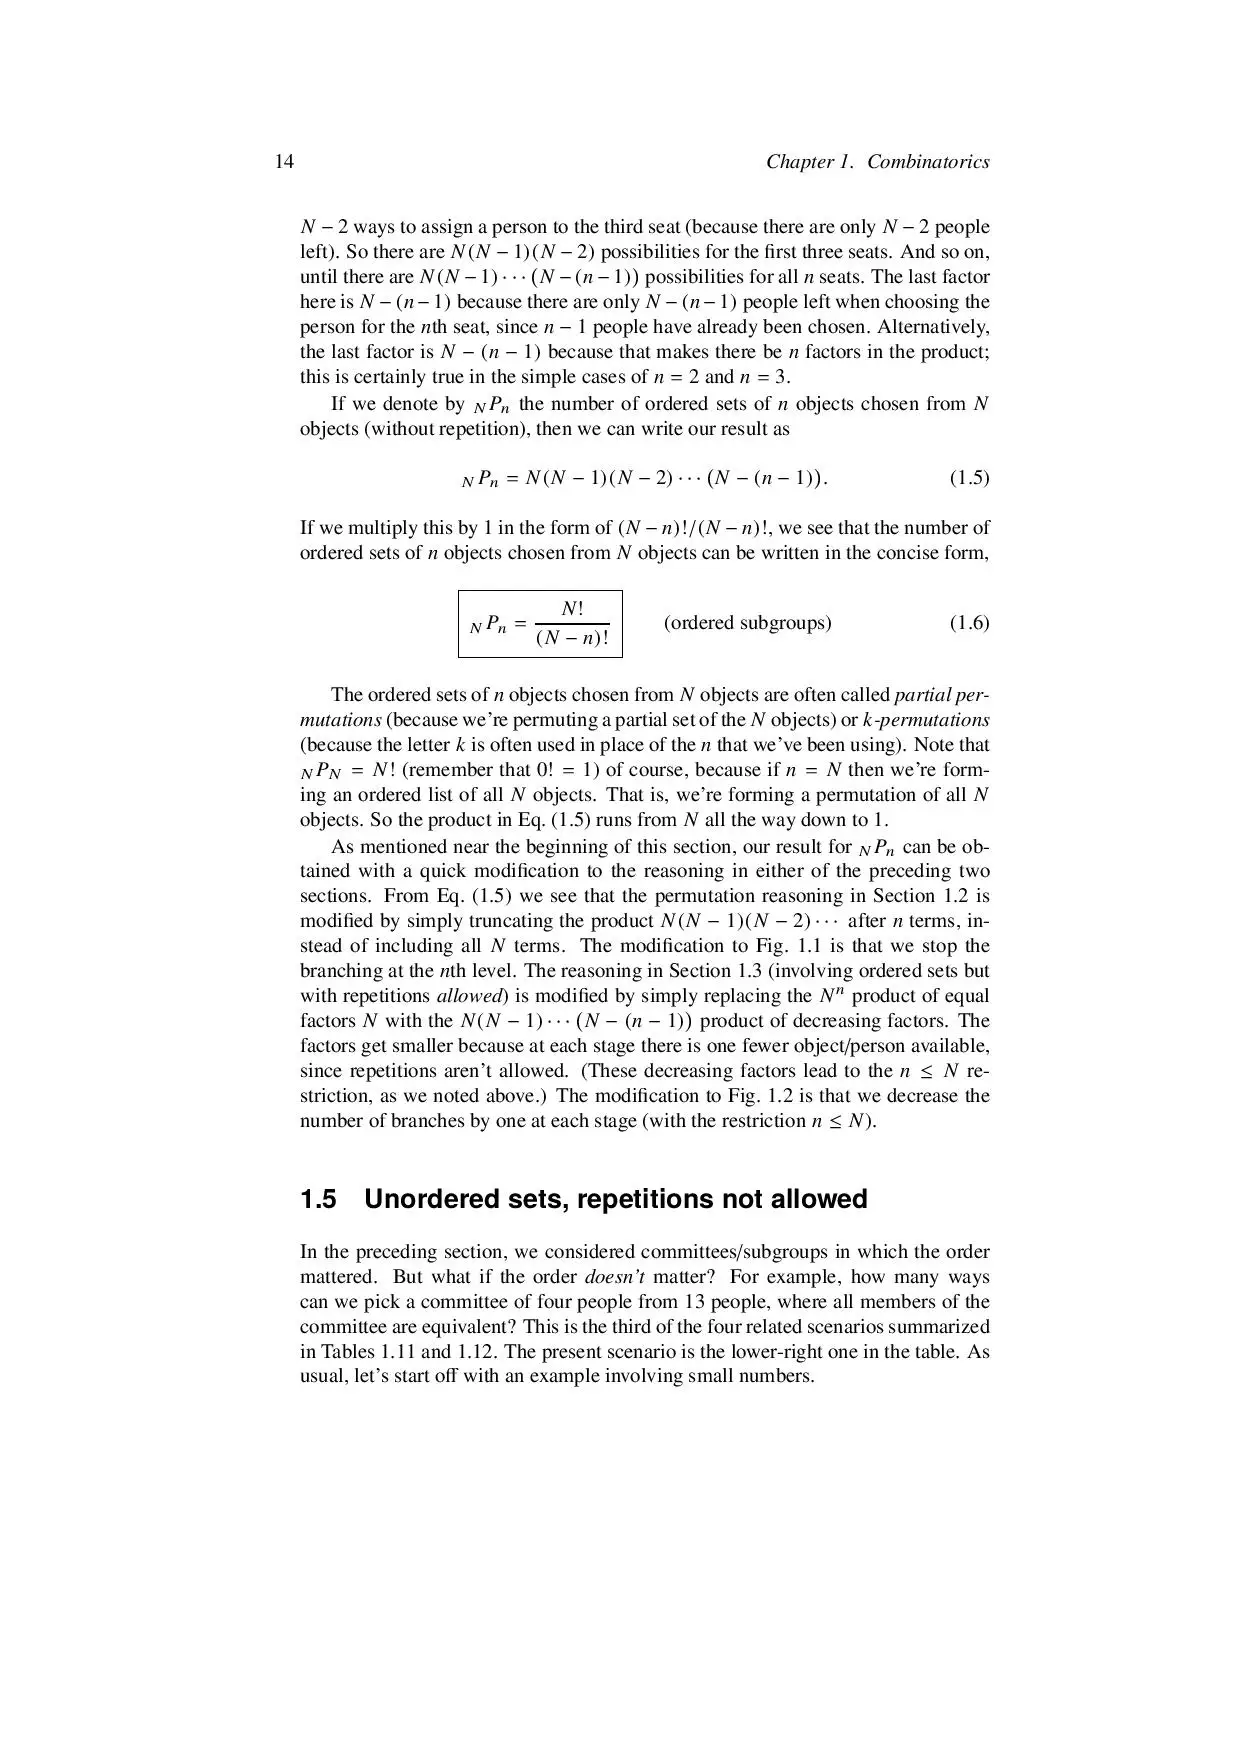 14 Chapter 1. Combinatorics
N − 2 ways to assign a person to the third seat (because there are only N − 2 people
left). So there are N(N − 1)(N − 2) possibilities for the first three seats. And so on,
until there are N(N − 1) · · · (N − (n − 1)) possibilities for all n seats. The last factor
here is N − (n − 1) because there are only N − (n − 1) people left when choosing the
person for the nth seat, since n − 1 people have already been chosen. Alternatively,
the last factor is N − (n − 1) because that makes there be n factors in the product;
this is certainly true in the simple cases of n = 2 and n = 3.
If we denote by NPn the number of ordered sets of n objects chosen from N
objects (without repetition), then we can write our result as
NPn = N(N − 1)(N − 2) · · · (N − (n − 1)). (1.5)
If we multiply this by 1 in the form of (N − n)!/(N − n)!, we see that the number of
ordered sets of n objects chosen from N objects can be written in the concise form,
NPn = N!/(N − n)! (ordered subgroups) (1.6)
The ordered sets of n objects chosen from N objects are often called partial per-
mutations (because we're permuting a partial set of the N objects) or k-permutations
(because the letter k is often used in place of the n that we've been using). Note that
NPN = N! (remember that 0! = 1) of course, because if n = N then we're form-
ing an ordered list of all N objects. That is, we're forming a permutation of all N
objects. So the product in Eq. (1.5) runs from N all the way down to 1.
As mentioned near the beginning of this section, our result for NPn can be ob-
tained with a quick modification to the reasoning in either of the preceding two
sections. From Eq. (1.5) we see that the permutation reasoning in Section 1.2 is
modified by simply truncating the product N(N − 1)(N − 2) · · · after n terms, in-
stead of including all N terms. The modification to Fig. 1.1 is that we stop the
branching at the nth level. The reasoning in Section 1.3 (involving ordered sets but
with repetitions allowed) is modified by simply replacing the Nⁿ product of equal
factors N with the N(N − 1) · · · (N − (n − 1)) product of decreasing factors. The
factors get smaller because at each stage there is one fewer object/person available,
since repetitions aren't allowed. (These decreasing factors lead to the n ≤ N re-
striction, as we noted above.) The modification to Fig. 1.2 is that we decrease the
number of branches by one at each stage (with the restriction n ≤ N).
1.5 Unordered sets, repetitions not allowed
In the preceding section, we considered committees/subgroups in which the order
mattered. But what if the order doesn't matter? For example, how many ways
can we pick a committee of four people from 13 people, where all members of the
committee are equivalent? This is the third of the four related scenarios summarized
in Tables 1.11 and 1.12. The present scenario is the lower-right one in the table. As
usual, let's start off with an example involving small numbers.